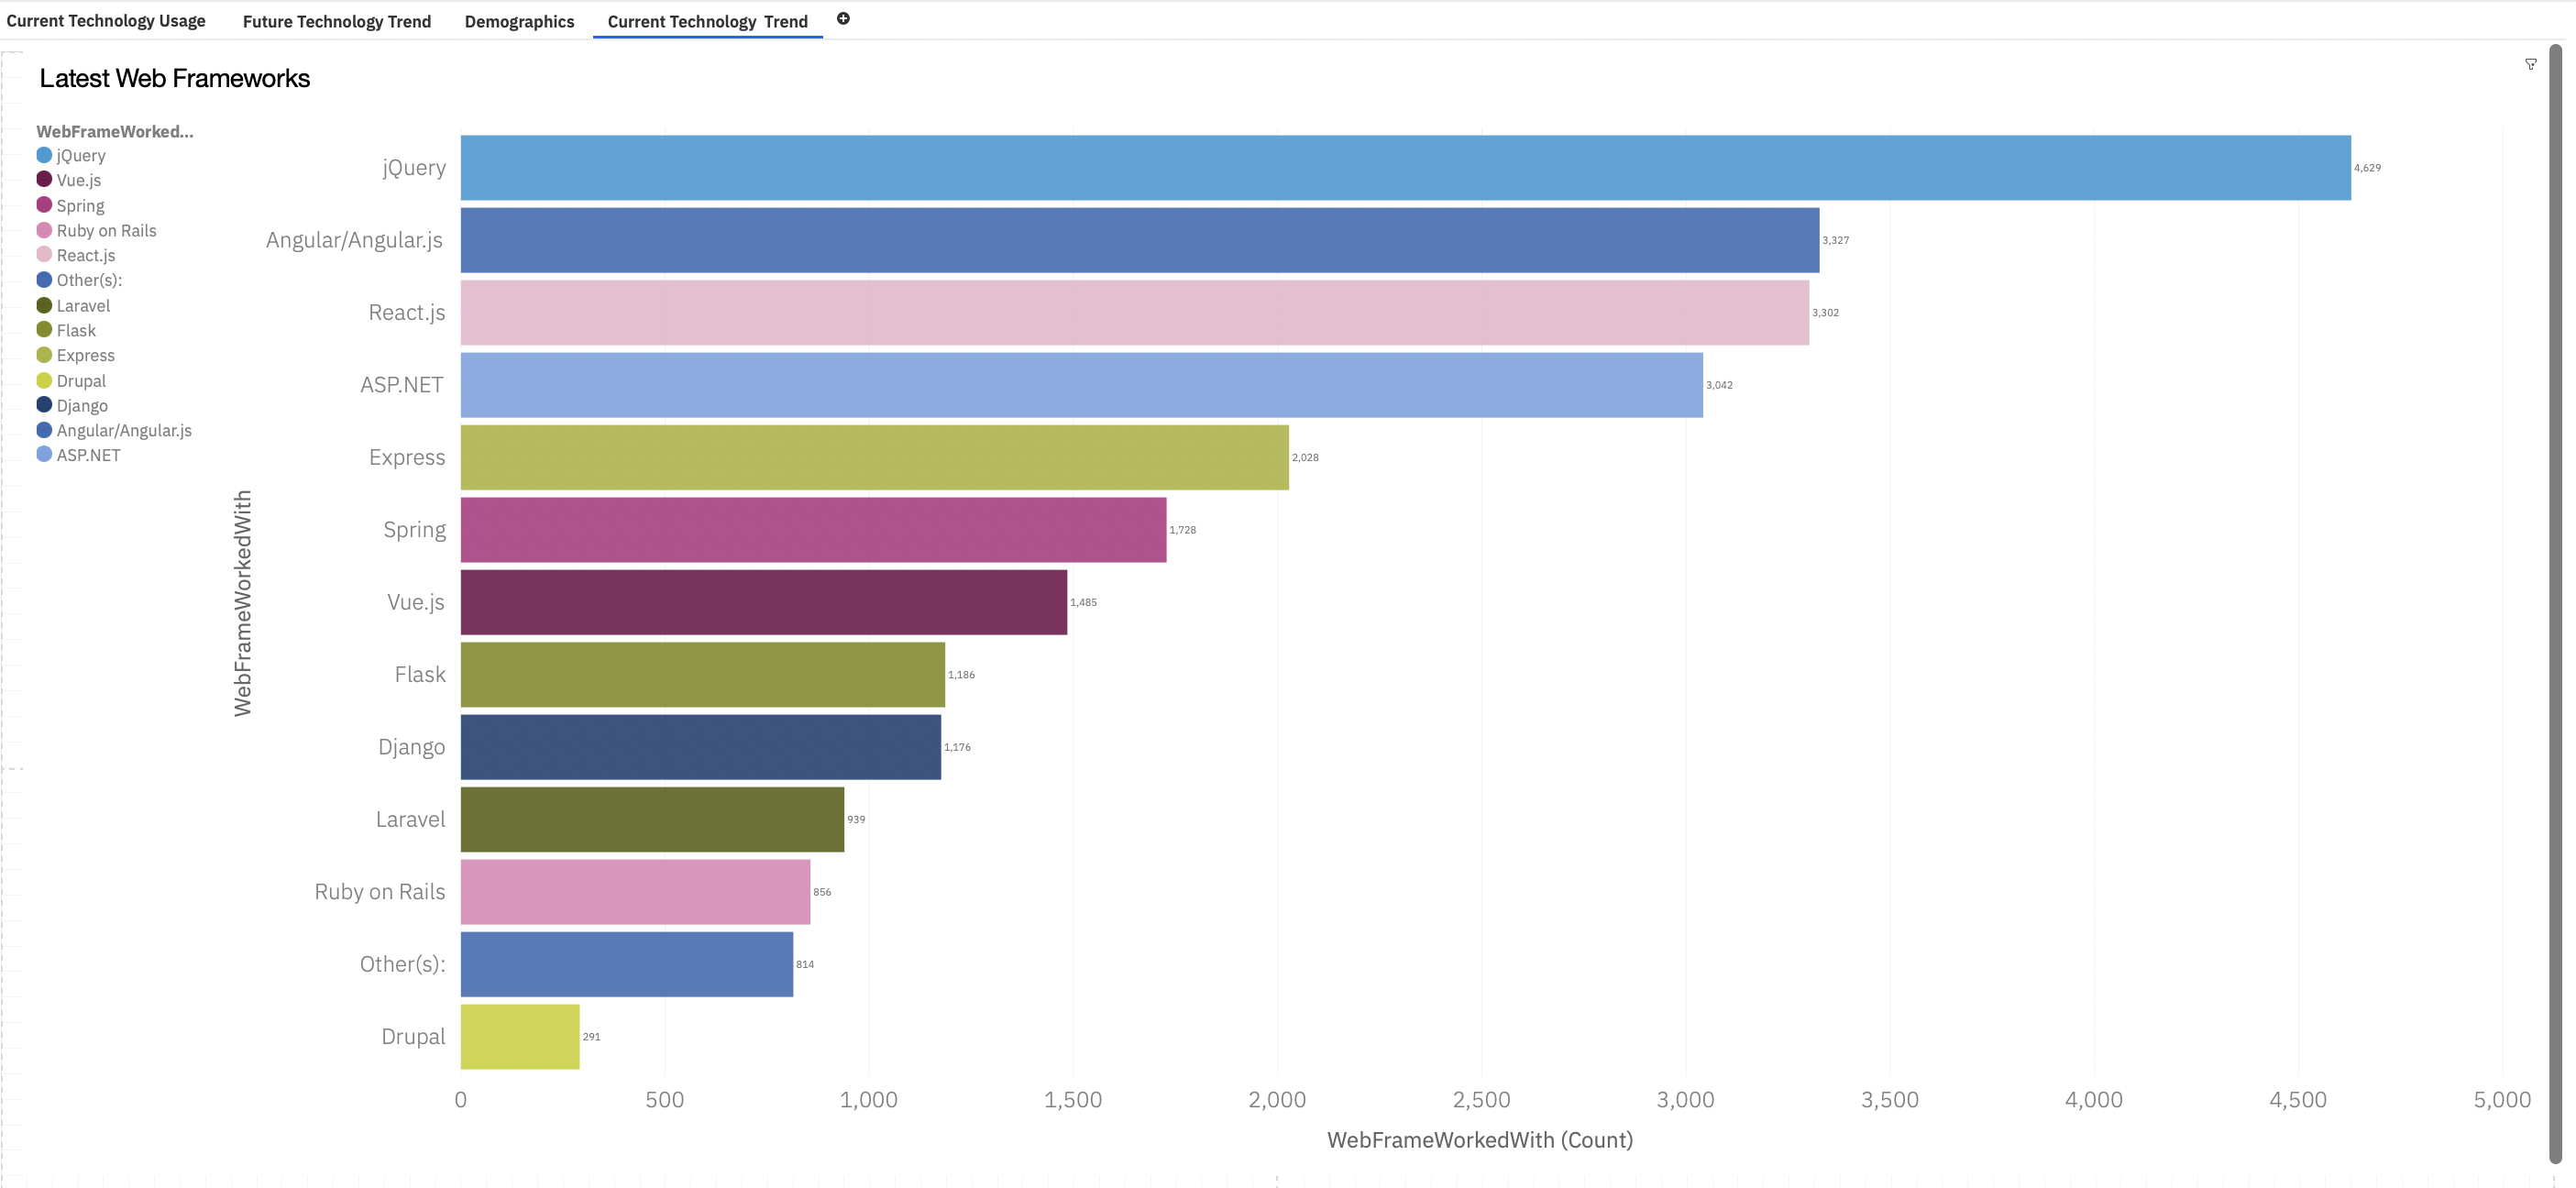 Current Technology Usage Future Technology Trend Demographics Current Technology Trend
Latest Web Frameworks
WebFrameWorked...
jQuery
Vue.js
Spring
Ruby on Rails
React.js
Other(s):
Laravel
Flask
Express
Drupal
Django
Angular/Angular.js
ASP.NET
WebFrameWorkedWith
jQuery 4,629
Angular/Angular.js 3,327
React.js 3,302
ASP.NET 3,042
Express 2,028
Spring 1,728
Vue.js 1,485
Flask 1,186
Django 1,176
Laravel 939
Ruby on Rails 856
Other(s): 814
Drupal 291
0 500 1,000 1,500 2,000 2,500 3,000 3,500 4,000 4,500 5,000
WebFrameWorkedWith (Count)